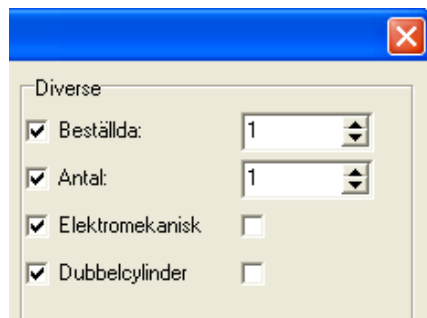 Diverse
Beställda: 1
Antal: 1
Elektromekanisk
Dubbelcylinder